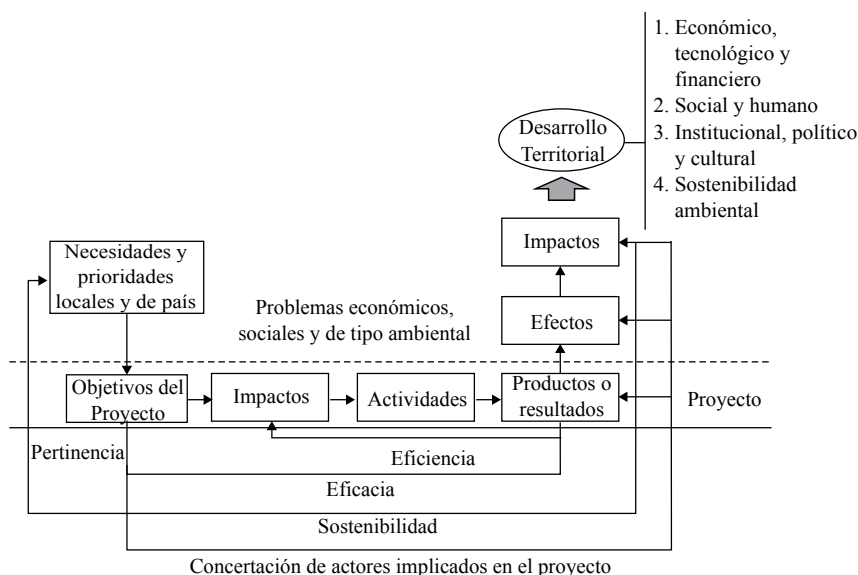 1. Económico,
tecnológico y
financiero
2. Social y humano
3. Institucional, político
y cultural
4. Sostenibilidad
ambiental
Desarrollo
Territorial
Impactos
Necesidades y
prioridades
locales y de país
Problemas económicos,
sociales y de tipo ambiental
Efectos
Objetivos del
Proyecto
Impactos
Actividades
Productos o
resultados
Proyecto
Pertinencia
Eficiencia
Eficacia
Sostenibilidad
Concertación de actores implicados en el proyecto